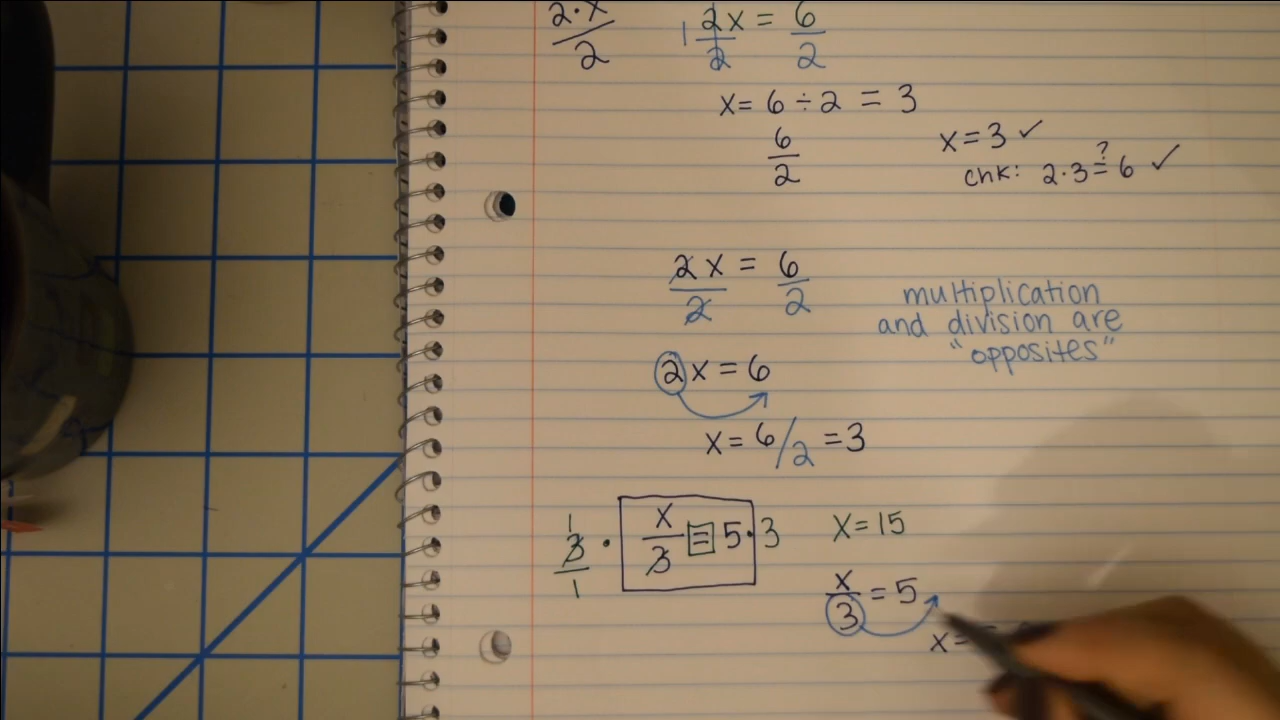 2·x/2 1 2x/2 = 6/2
x = 6 ÷ 2 = 3
6/2
x = 3 ✓
chk: 2·3 ≟ 6 ✓
2x/2 = 6/2
multiplication
and division are
"opposites"
2x = 6
x = 6/2 = 3
1 3/1 · x/3 = 5·3
x = 15
x/3 = 5
x =